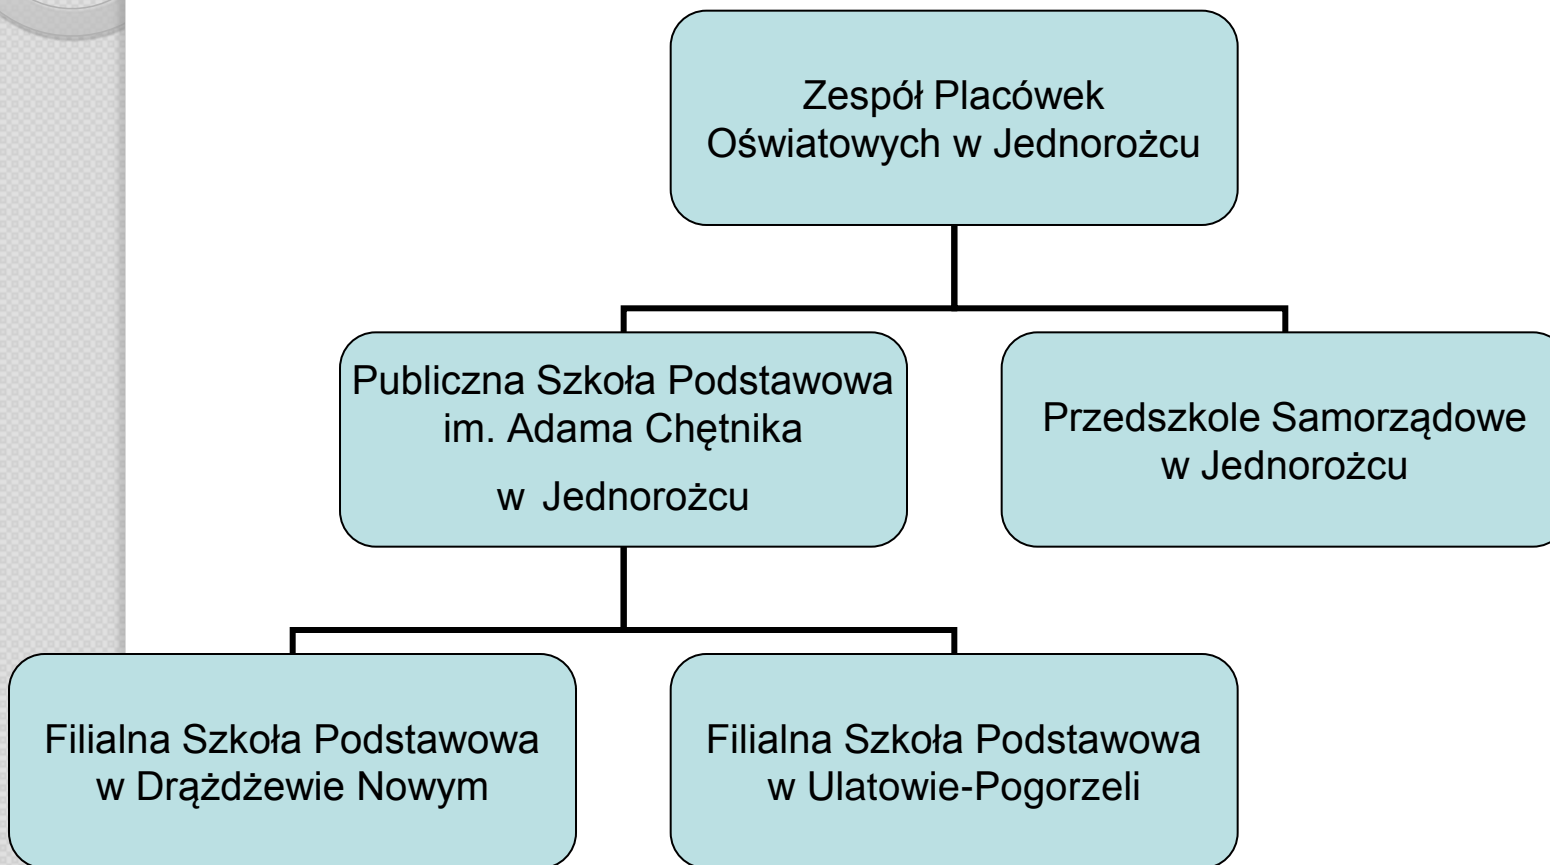 Zespół Placówek
Oświatowych w Jednorożcu
Publiczna Szkoła Podstawowa
im. Adama Chętnika
w Jednorożcu
Przedszkole Samorządowe
w Jednorożcu
Filialna Szkoła Podstawowa
w Drążdżewie Nowym
Filialna Szkoła Podstawowa
w Ulatowie-Pogorzeli